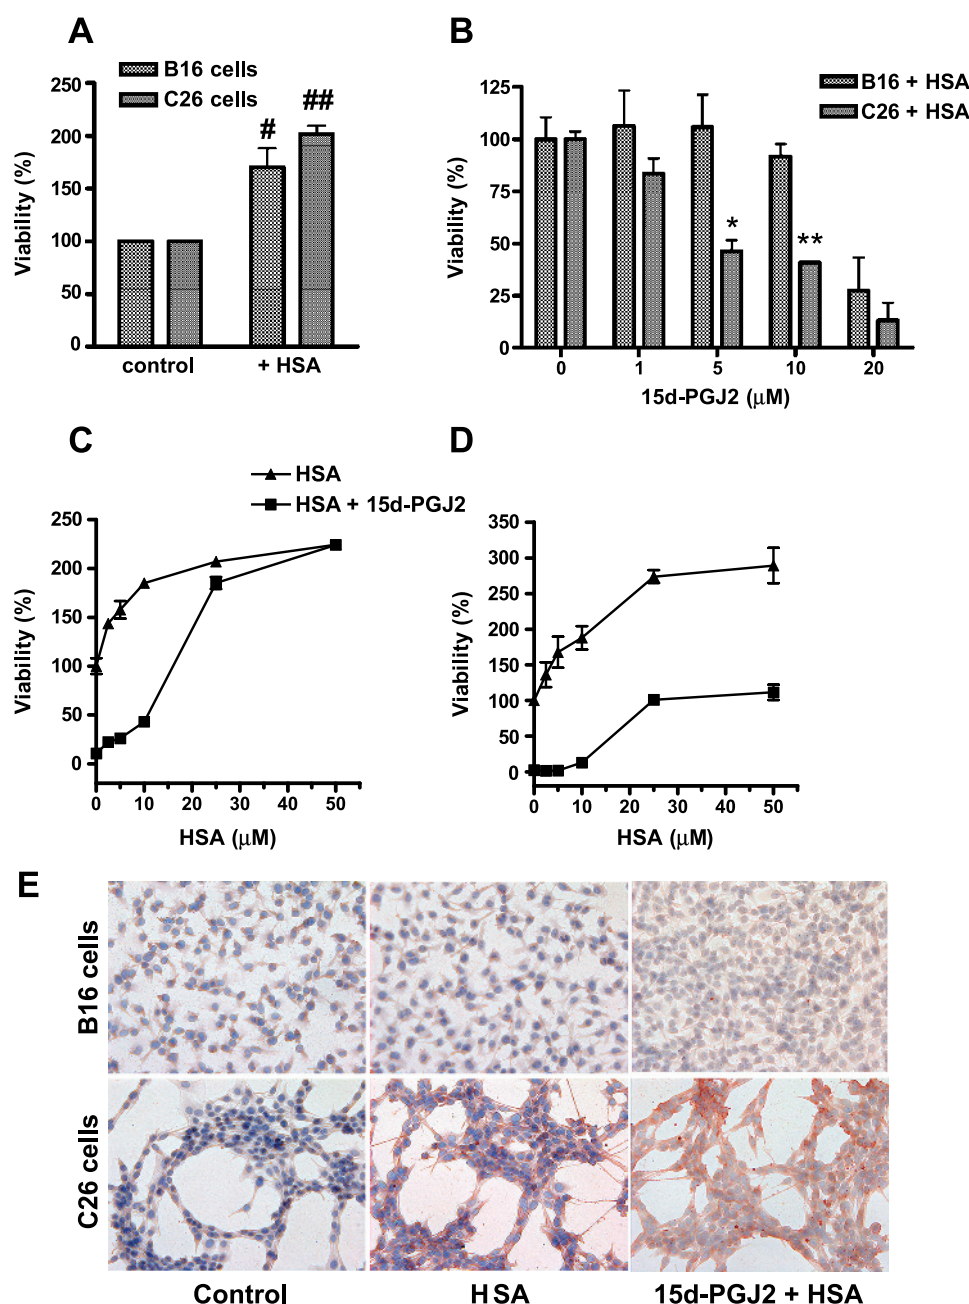 A
B16 cells
C26 cells
Viability (%)
250
200
150
100
50
0
#
##
control
+ HSA
B
B16 + HSA
C26 + HSA
Viability (%)
125
100
75
50
25
0
*
**
0 1 5 10 20
15d-PGJ2 (μM)
C
HSA
HSA + 15d-PGJ2
Viability (%)
250
200
150
100
50
0
0 10 20 30 40 50
HSA (μM)
D
Viability (%)
350
300
250
200
150
100
50
0
0 10 20 30 40 50
HSA (μM)
E
B16 cells
C26 cells
Control
HSA
15d-PGJ2 + HSA